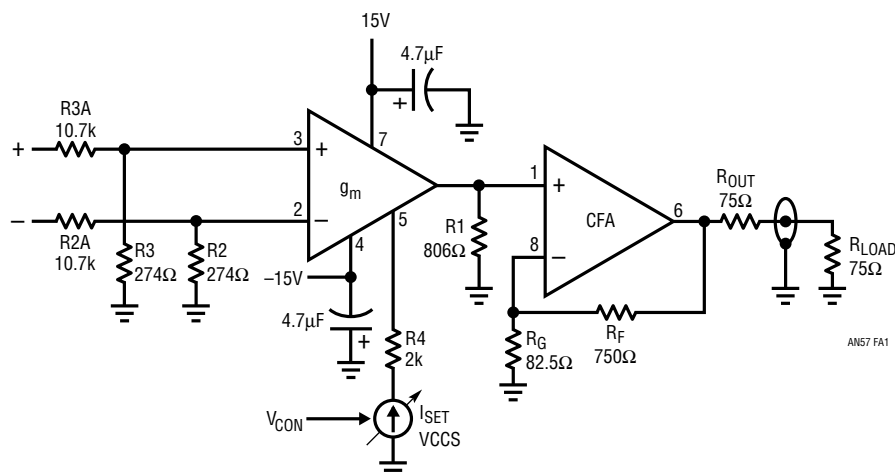 15V
4.7µF
+
R3A
10.7k
+
3
+
7
gm
1
+
CFA
6
ROUT
75Ω
−
2
−
5
R2A
10.7k
R3
274Ω
R2
274Ω
4
−15V
R1
806Ω
8
−
RLOAD
75Ω
4.7µF
+
R4
2k
RG
82.5Ω
RF
750Ω
AN57 FA1
VCON
ISET
VCCS